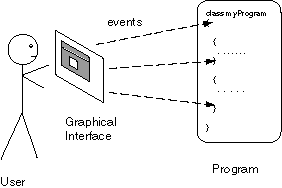 events
classmyProgram
{
......
}
{
......
}
}
Graphical
Interface
User
Program